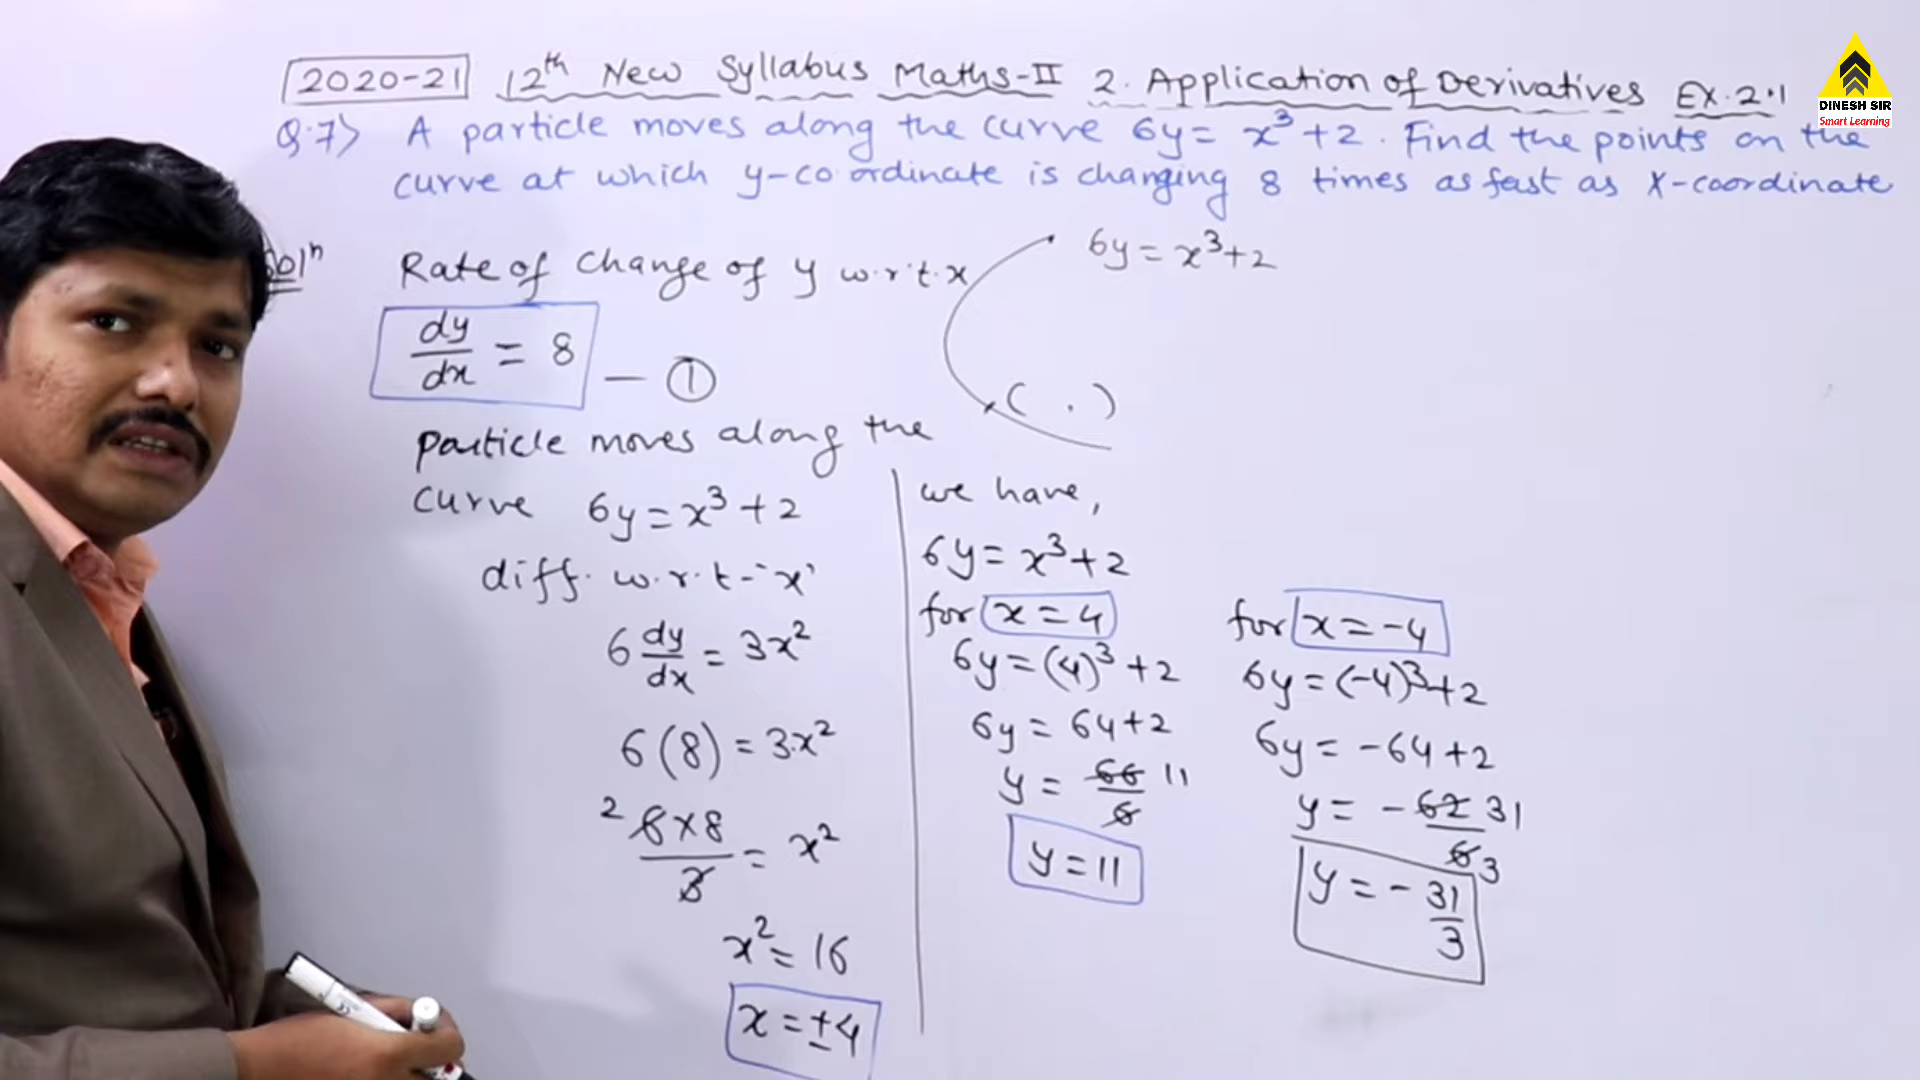 2020-21 12th New Syllabus Maths-II 2. Application of Derivatives Ex.2.1
DINESH SIR
Smart Learning
Q.7> A particle moves along the curve 6y = x³+2. Find the points on the
curve at which y-coordinate is changing 8 times as fast as X-coordinate
Solⁿ Rate of change of y w.r.t. x
6y = x³+2
dy/dx = 8 — ①
( . )
particle moves along the
curve 6y = x³+2
diff. w.r.t. 'x'
6 dy/dx = 3x²
6(8) = 3.x²
2 6×8/3 = x²
x² = 16
x = ±4
we have,
6y = x³+2
for x = 4
6y = (4)³+2
6y = 64+2
y = 66/6 11
y = 11
for x = -4
6y = (-4)³+2
6y = -64+2
y = -62/6 31 3
y = - 31/3